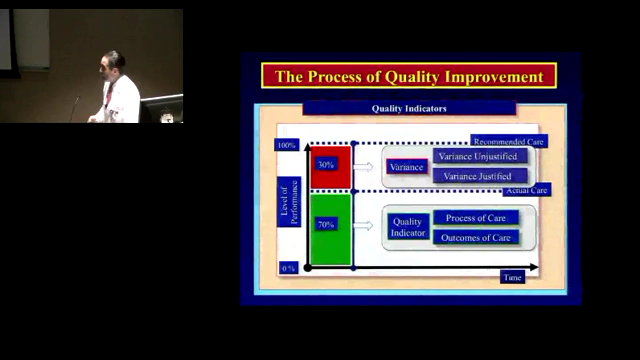 The Process of Quality Improvement
Quality Indicators
100%
Recommended Care
30%
Variance
Variance Unjustified
Variance Justified
Actual Care
Level of
Performance
70%
Quality
Indicator
Process of Care
Outcomes of Care
0 %
Time